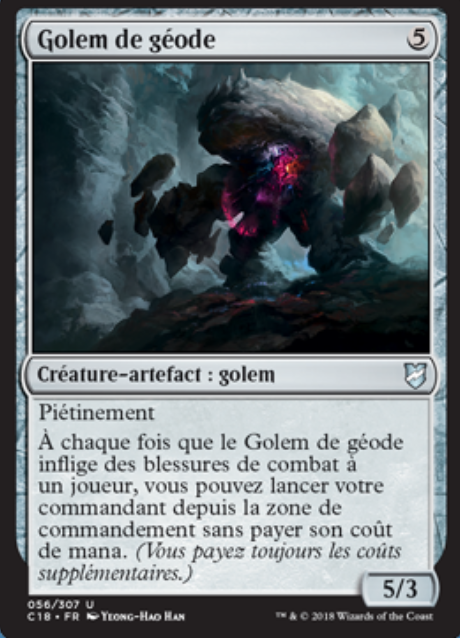 Golem de géode 5
Créature-artefact : golem
Piétinement
À chaque fois que le Golem de géode
inflige des blessures de combat à
un joueur, vous pouvez lancer votre
commandant depuis la zone de
commandement sans payer son coût
de mana. (Vous payez toujours les coûts
supplémentaires.)
5/3
056/307 U
C18 • FR Yeong-Hao Han
™ & © 2018 Wizards of the Coast